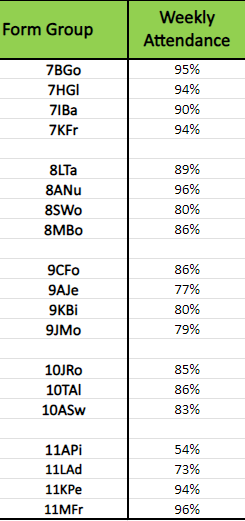 Form Group Weekly Attendance
7BGo 95%
7HGl 94%
7IBa 90%
7KFr 94%
8LTa 89%
8ANu 96%
8SWo 80%
8MBo 86%
9CFo 86%
9AJe 77%
9KBi 80%
9JMo 79%
10JRo 85%
10TAl 86%
10ASw 83%
11APi 54%
11LAd 73%
11KPe 94%
11MFr 96%